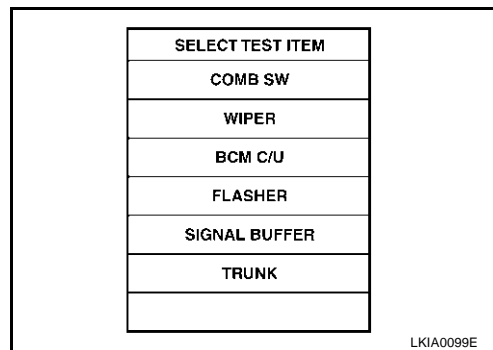 SELECT TEST ITEM
COMB SW
WIPER
BCM C/U
FLASHER
SIGNAL BUFFER
TRUNK
LKIA0099E